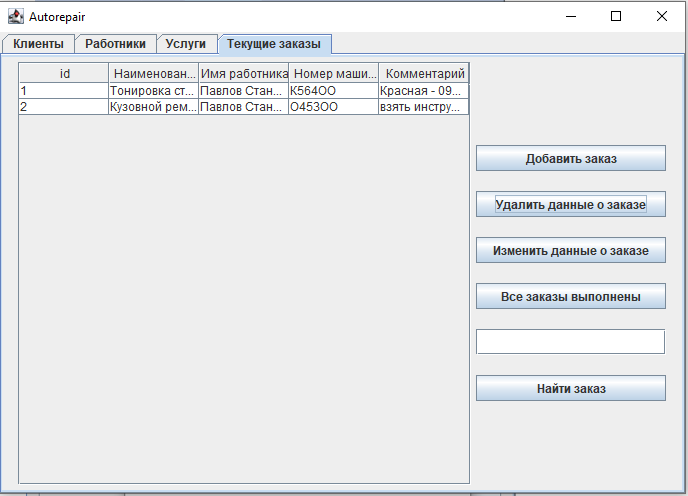 Autorepair
Клиенты Работники Услуги Текущие заказы
id Наименован... Имя работника Номер маши... Комментарий
1 Тонировка ст... Павлов Стан... К564ОО Красная - 09...
2 Кузовной рем... Павлов Стан... О453ОО взять инстру...
Добавить заказ
Удалить данные о заказе
Изменить данные о заказе
Все заказы выполнены
Найти заказ